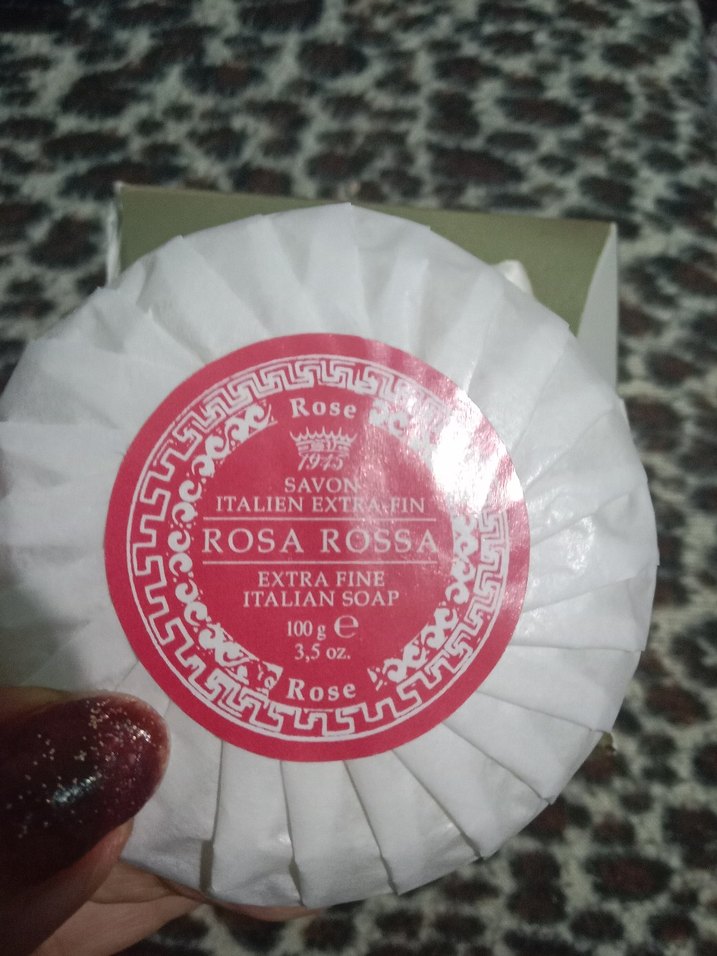 Rose
1945
SAVON
ITALIEN EXTRA-FIN
ROSA ROSSA
EXTRA FINE
ITALIAN SOAP
100 g ℮
3,5 oz.
Rose